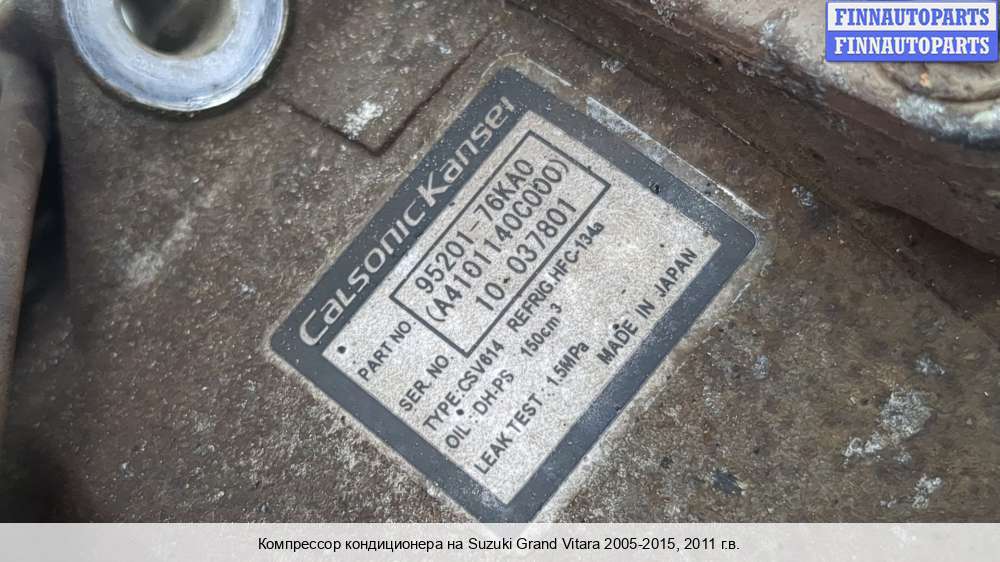 FINNAUTOPARTS
FINNAUTOPARTS
CalsonicKansei
PART NO. 95201-76KA0
(A4101140C000)
SER. NO. 10-037801
TYPE:CSV614 REFRIG.HFC-134a
OIL : DH-PS 150cm³
LEAK TEST : 1.5MPa
MADE IN JAPAN
Компрессор кондиционера на Suzuki Grand Vitara 2005-2015, 2011 г.в.